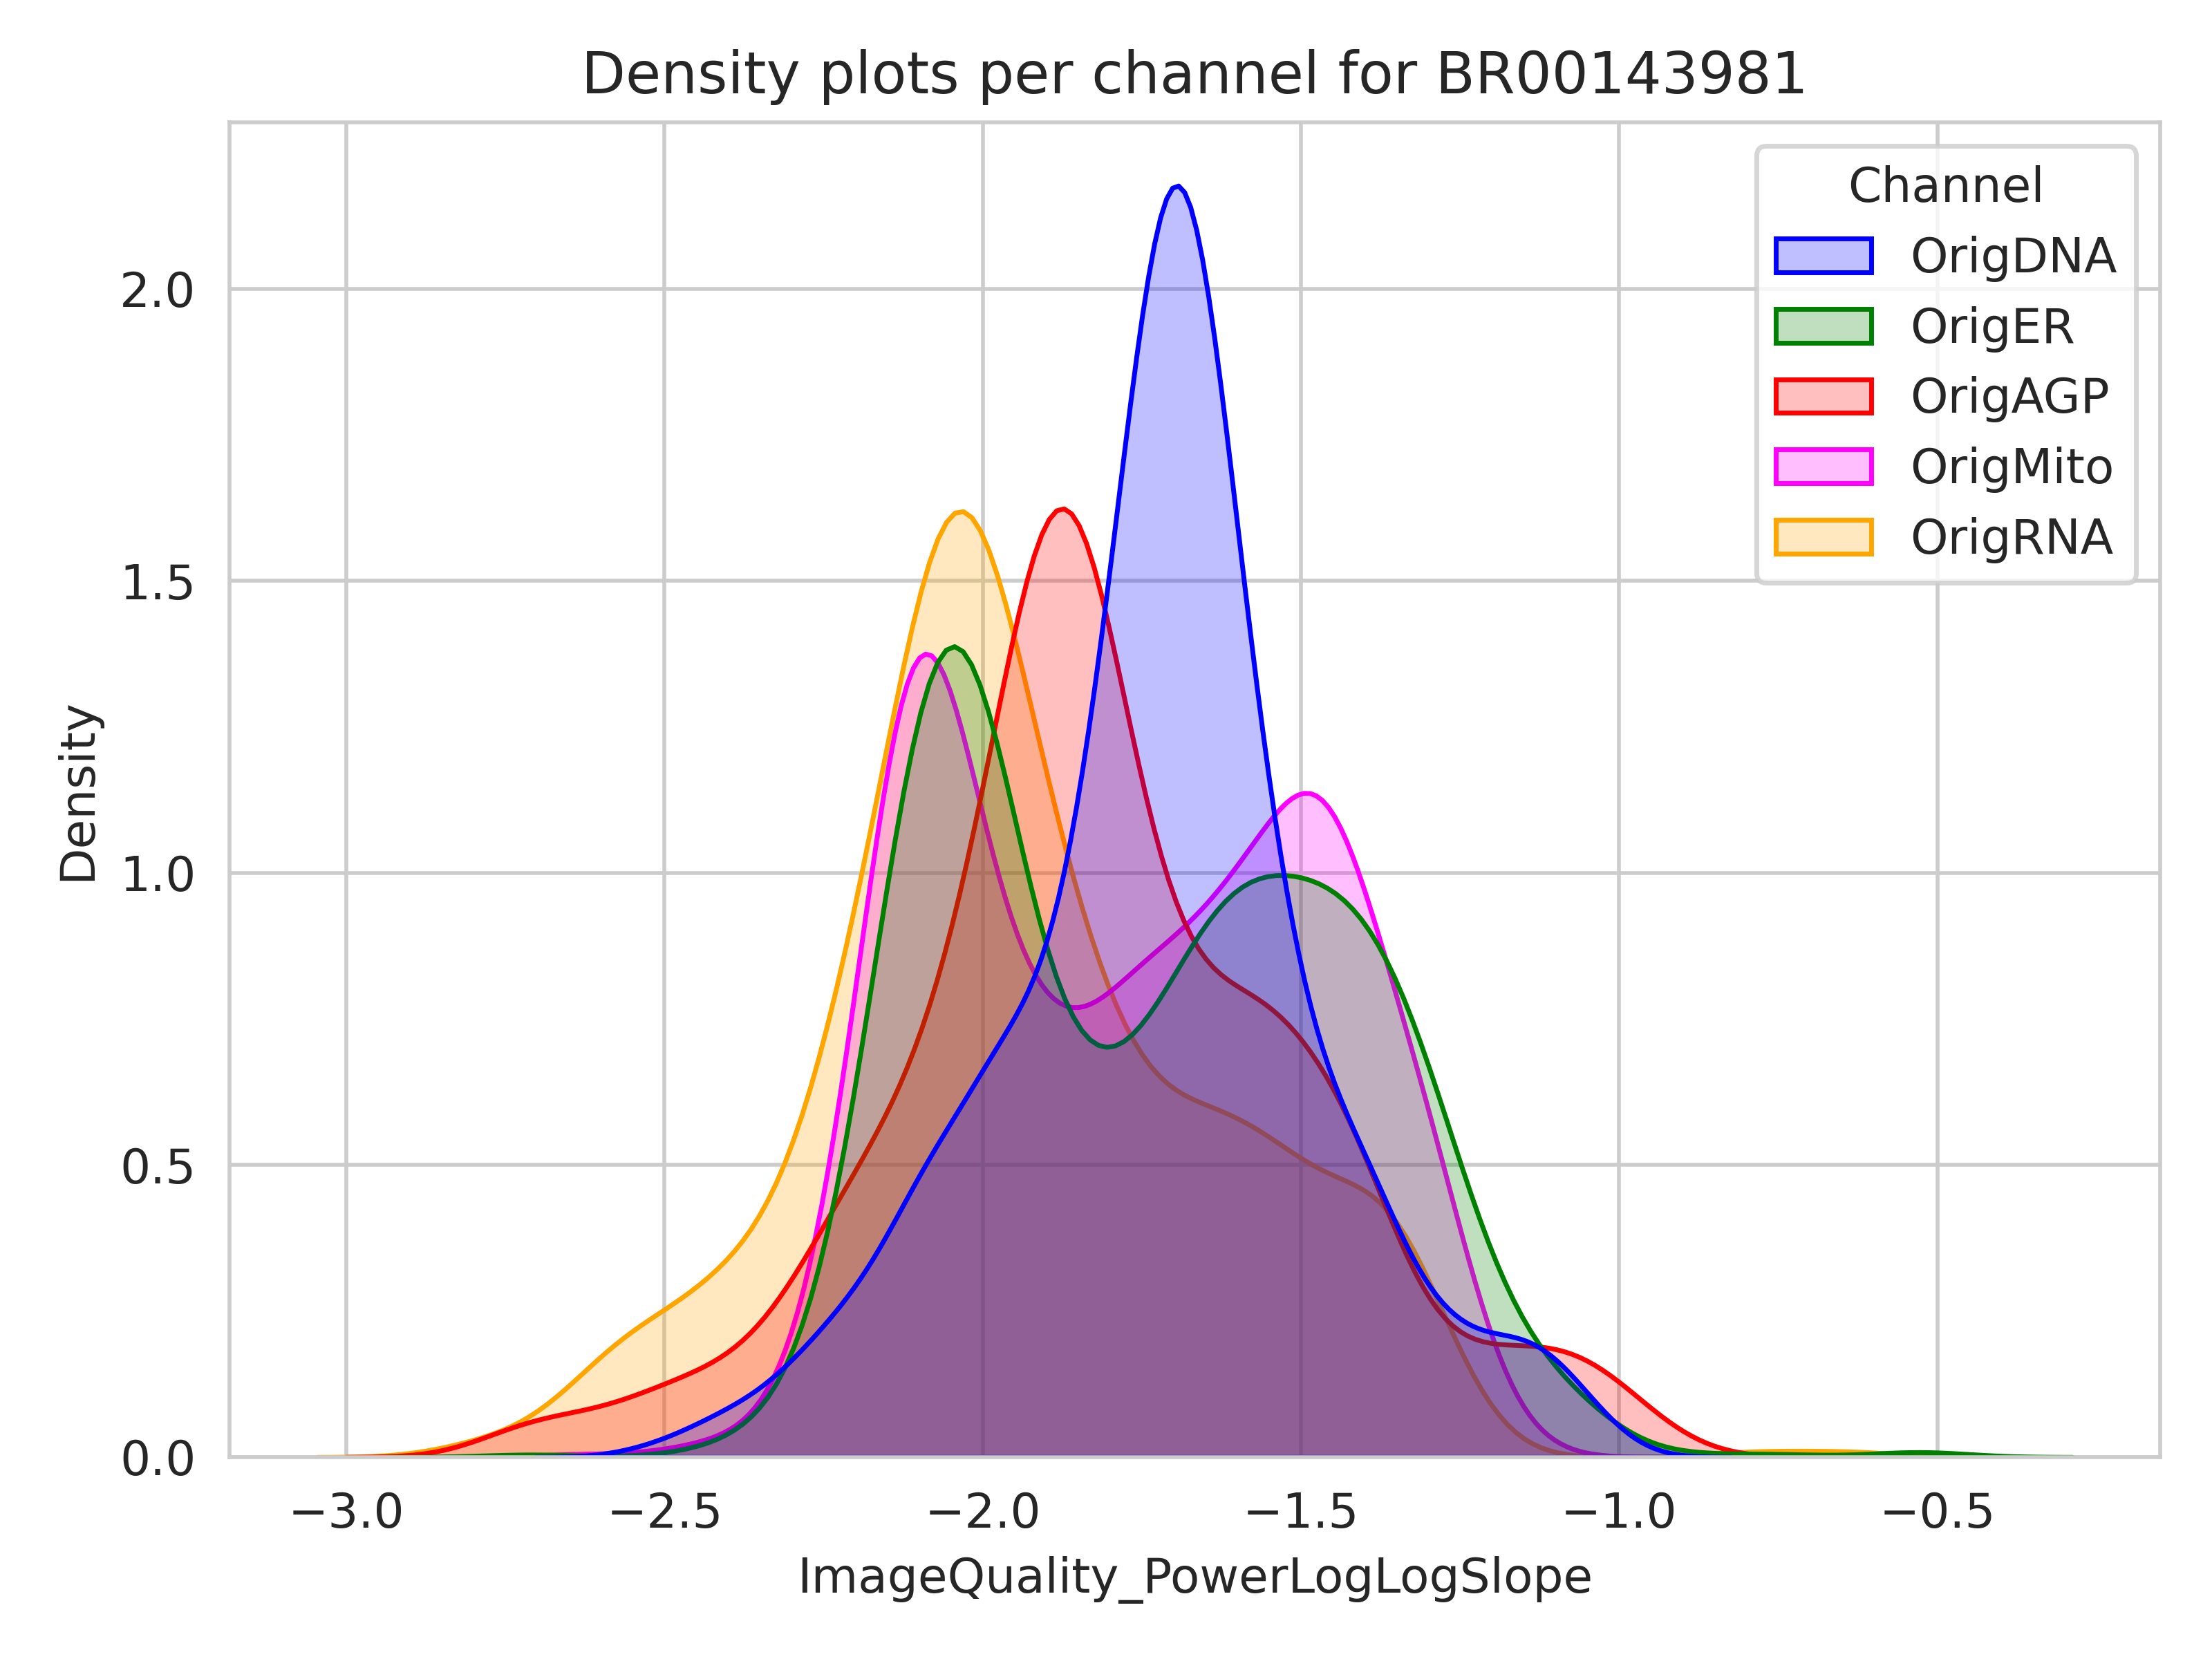 Density plots per channel for BR00143981
Channel
OrigDNA
OrigER
OrigAGP
OrigMito
OrigRNA
Density
2.0
1.5
1.0
0.5
0.0
−3.0
−2.5
−2.0
−1.5
−1.0
−0.5
ImageQuality_PowerLogLogSlope